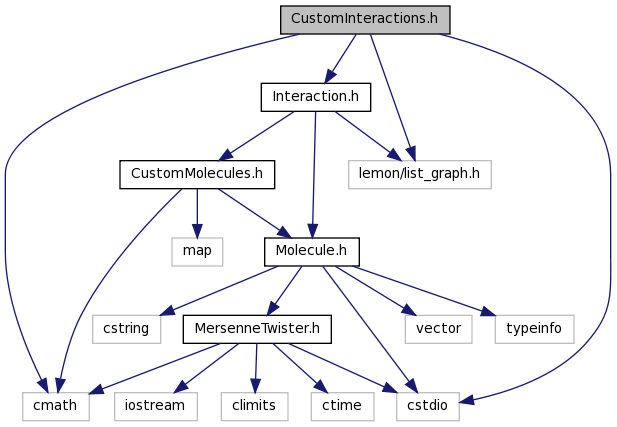 CustomInteractions.h
Interaction.h
CustomMolecules.h
lemon/list_graph.h
map
Molecule.h
cstring
MersenneTwister.h
vector
typeinfo
cmath
iostream
climits
ctime
cstdio